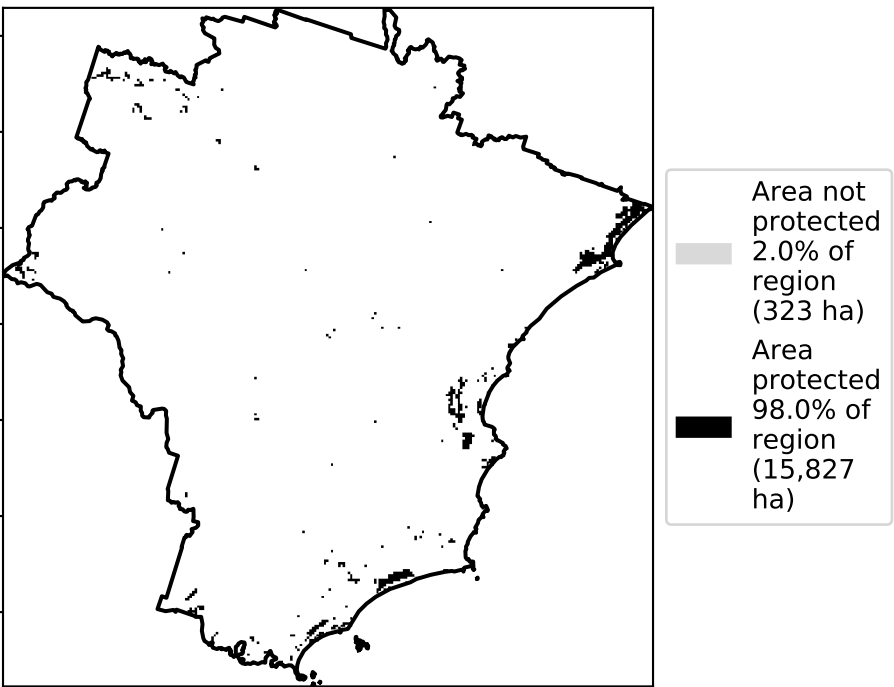 Area not
protected
2.0% of
region
(323 ha)
Area
protected
98.0% of
region
(15,827
ha)